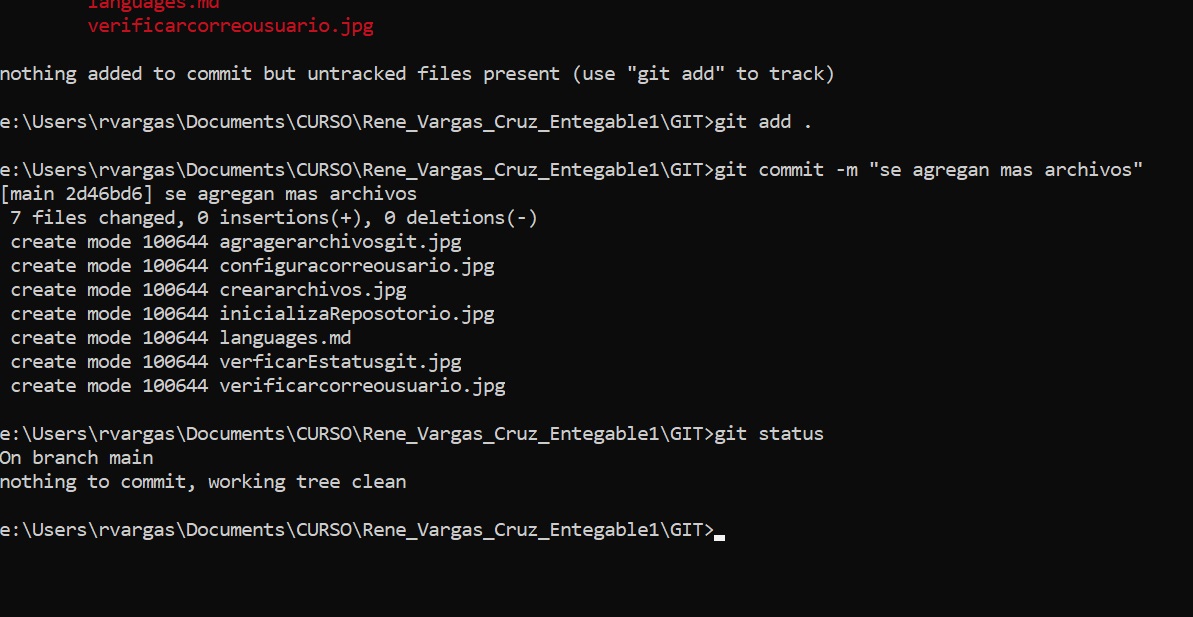 languages.md
verificarcorreousuario.jpg
nothing added to commit but untracked files present (use "git add" to track)
e:\Users\rvargas\Documents\CURSO\Rene_Vargas_Cruz_Entegable1\GIT>git add .
e:\Users\rvargas\Documents\CURSO\Rene_Vargas_Cruz_Entegable1\GIT>git commit -m "se agregan mas archivos"
[main 2d46bd6] se agregan mas archivos
7 files changed, 0 insertions(+), 0 deletions(-)
create mode 100644 agragerarchivosgit.jpg
create mode 100644 configuracorreousario.jpg
create mode 100644 creararchivos.jpg
create mode 100644 inicializaReposotorio.jpg
create mode 100644 languages.md
create mode 100644 verficarEstatusgit.jpg
create mode 100644 verificarcorreousuario.jpg
e:\Users\rvargas\Documents\CURSO\Rene_Vargas_Cruz_Entegable1\GIT>git status
On branch main
nothing to commit, working tree clean
e:\Users\rvargas\Documents\CURSO\Rene_Vargas_Cruz_Entegable1\GIT>